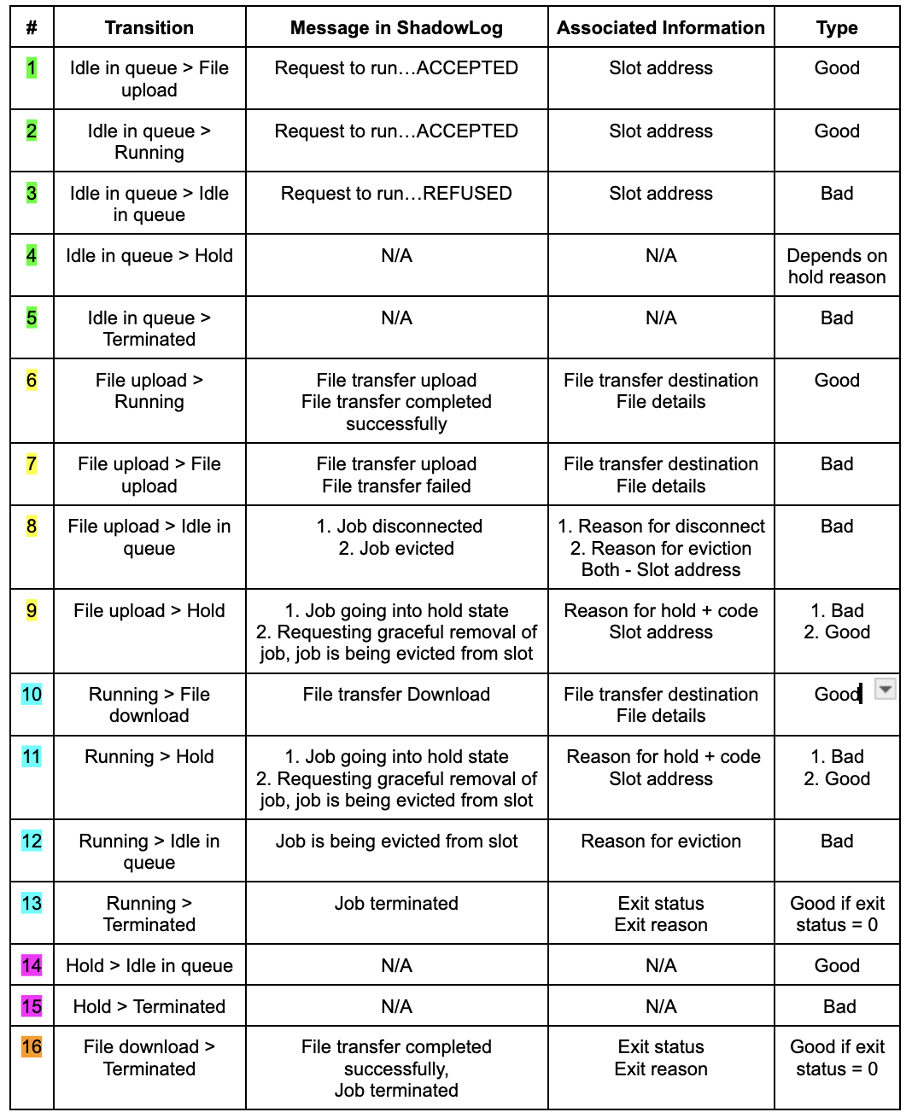 # Transition Message in ShadowLog Associated Information Type
1 Idle in queue > File Request to run…ACCEPTED Slot address Good
upload
2 Idle in queue > Request to run…ACCEPTED Slot address Good
Running
3 Idle in queue > Idle Request to run…REFUSED Slot address Bad
in queue
4 Idle in queue > Hold N/A N/A Depends on
hold reason
5 Idle in queue > N/A N/A Bad
Terminated
6 File upload > File transfer upload File transfer destination Good
Running File transfer completed File details
successfully
7 File upload > File File transfer upload File transfer destination Bad
upload File transfer failed File details
8 File upload > Idle in 1. Job disconnected 1. Reason for disconnect Bad
queue 2. Job evicted 2. Reason for eviction
Both - Slot address
9 File upload > Hold 1. Job going into hold state Reason for hold + code 1. Bad
2. Requesting graceful removal of Slot address 2. Good
job, job is being evicted from slot
10 Running > File File transfer Download File transfer destination Good
download File details
11 Running > Hold 1. Job going into hold state Reason for hold + code 1. Bad
2. Requesting graceful removal of Slot address 2. Good
job, job is being evicted from slot
12 Running > Idle in Job is being evicted from slot Reason for eviction Bad
queue
13 Running > Job terminated Exit status Good if exit
Terminated Exit reason status = 0
14 Hold > Idle in queue N/A N/A Good
15 Hold > Terminated N/A N/A Bad
16 File download > File transfer completed Exit status Good if exit
Terminated successfully, Exit reason status = 0
Job terminated